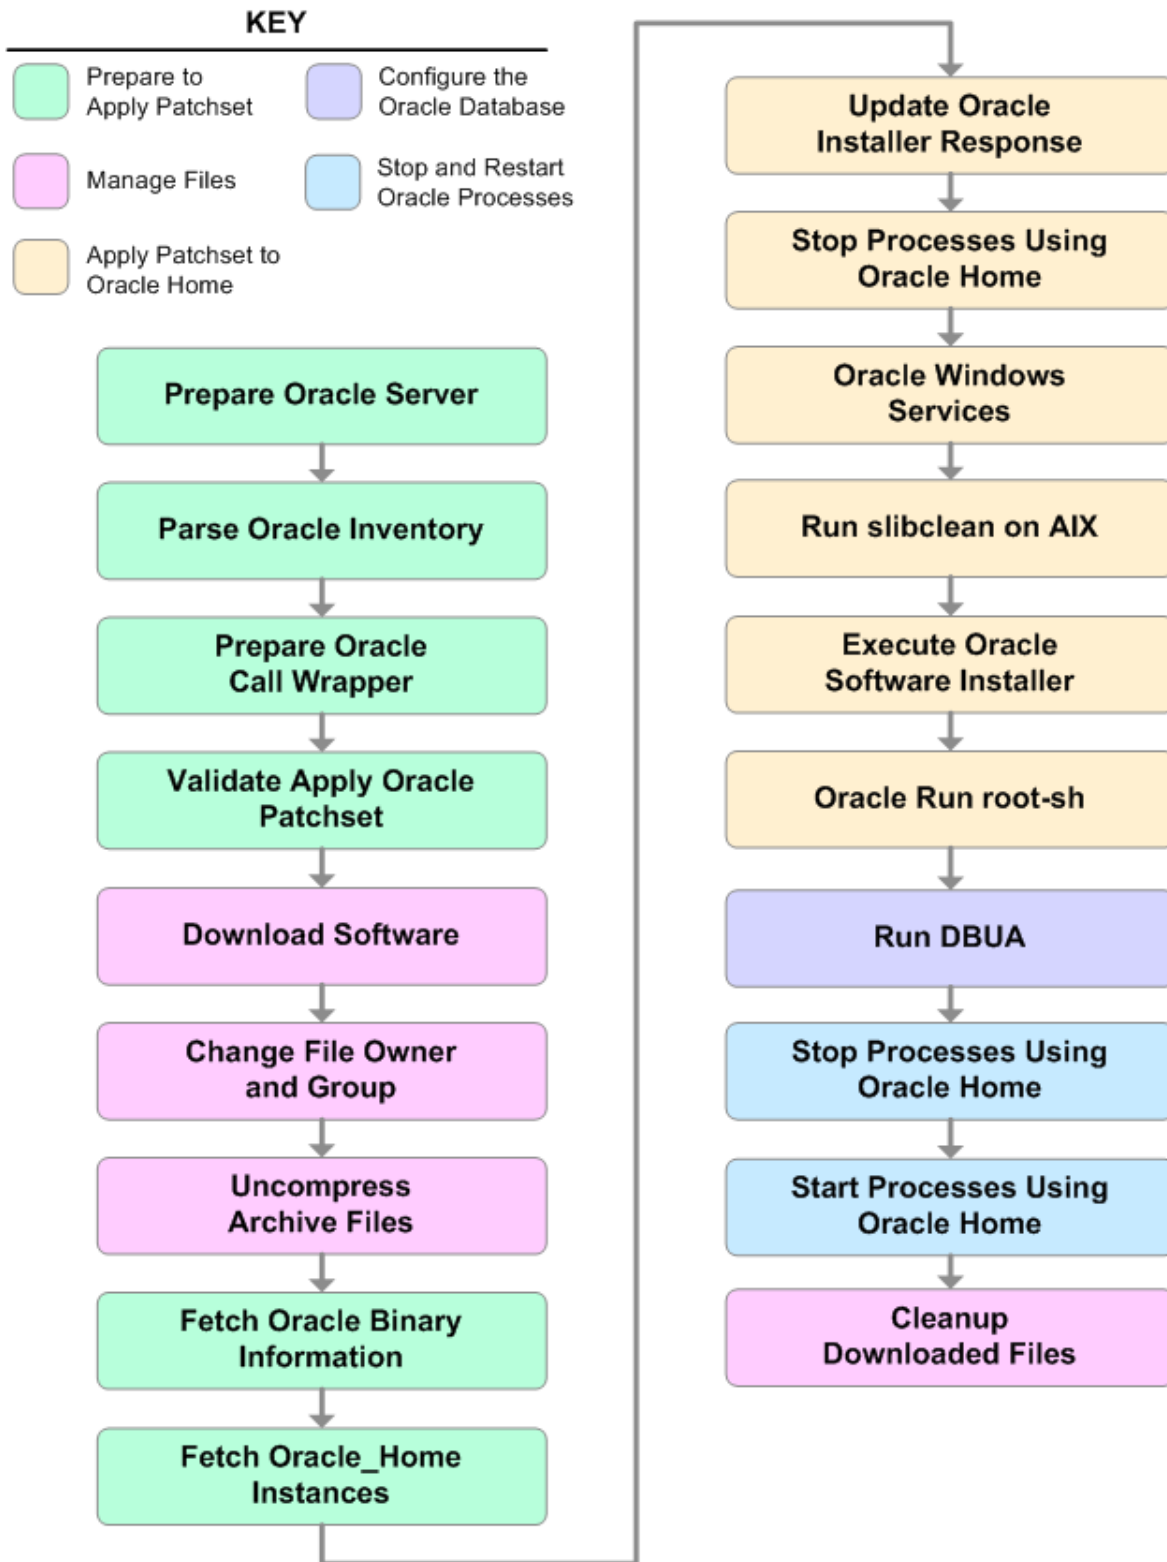 KEY
Prepare to
Apply Patchset
Configure the
Oracle Database
Manage Files
Stop and Restart
Oracle Processes
Apply Patchset to
Oracle Home
Prepare Oracle Server
Parse Oracle Inventory
Prepare Oracle
Call Wrapper
Validate Apply Oracle
Patchset
Download Software
Change File Owner
and Group
Uncompress
Archive Files
Fetch Oracle Binary
Information
Fetch Oracle_Home
Instances
Update Oracle
Installer Response
Stop Processes Using
Oracle Home
Oracle Windows
Services
Run slibclean on AIX
Execute Oracle
Software Installer
Oracle Run root-sh
Run DBUA
Stop Processes Using
Oracle Home
Start Processes Using
Oracle Home
Cleanup
Downloaded Files